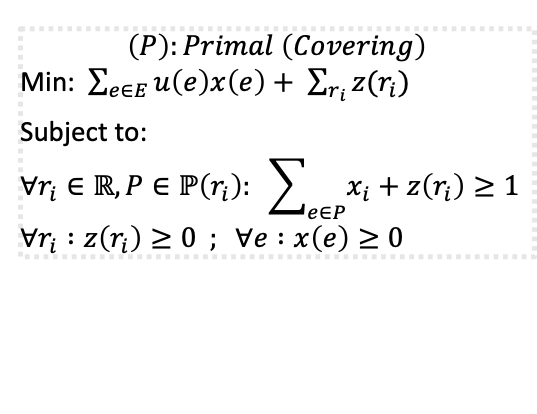 (P): Primal (Covering)
Min: ∑_{e∈E} u(e)x(e) + ∑_{r_i} z(r_i)
Subject to:
∀r_i ∈ ℝ, P ∈ ℙ(r_i): ∑_{e∈P} x_i + z(r_i) ≥ 1
∀r_i : z(r_i) ≥ 0 ; ∀e : x(e) ≥ 0